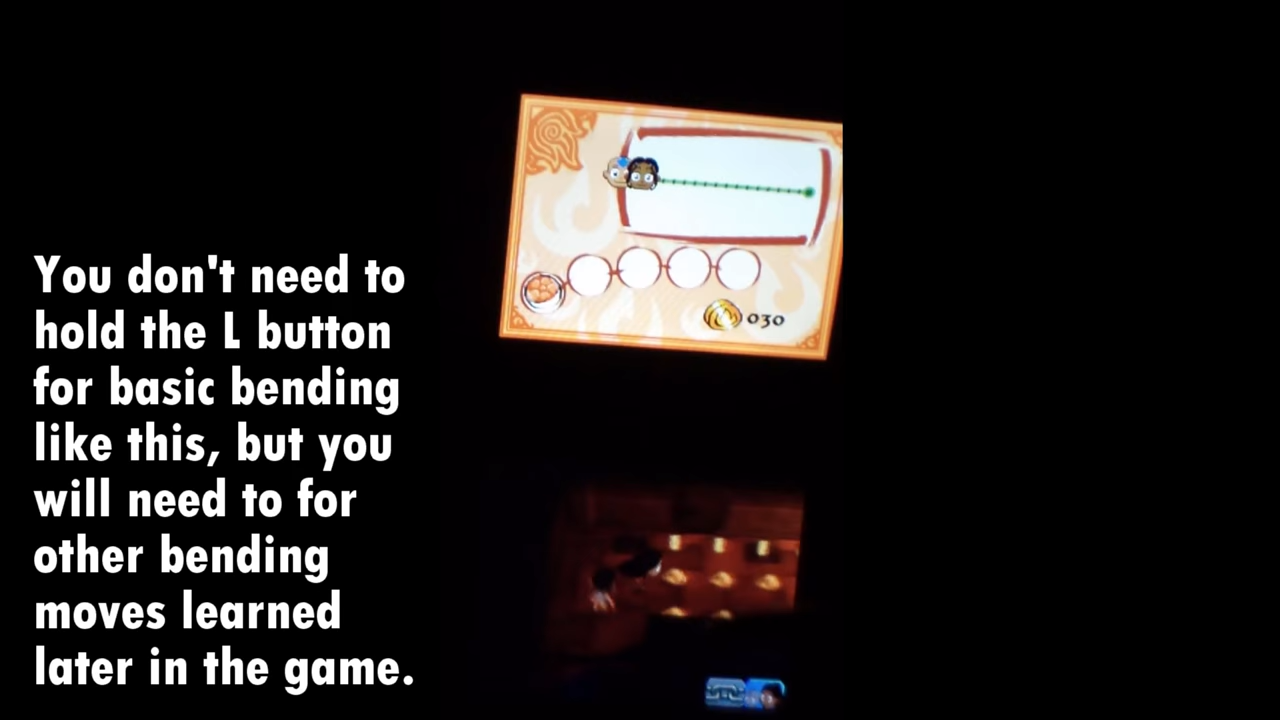 You don't need to
hold the L button
for basic bending
like this, but you
will need to for
other bending
moves learned
later in the game.
030